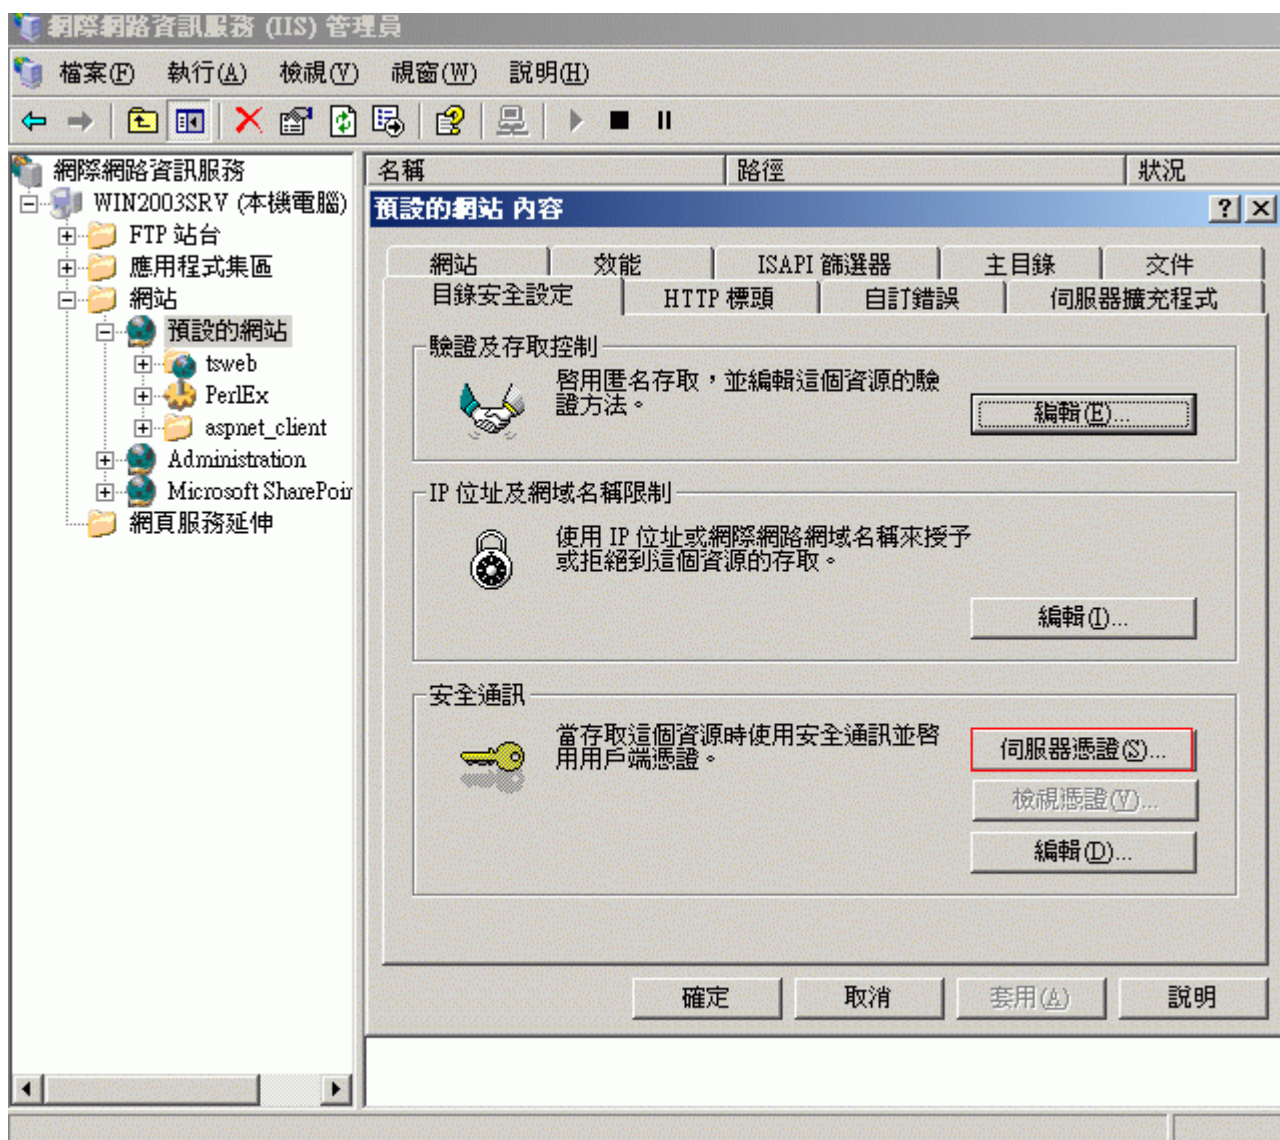 網際網路資訊服務 (IIS) 管理員
檔案(F) 執行(A) 檢視(V) 視窗(W) 說明(H)
網際網路資訊服務
WIN2003SRV (本機電腦)
FTP 站台
應用程式集區
網站
預設的網站
tsweb
PerlEx
aspnet_client
Administration
Microsoft SharePoin
網頁服務延伸
名稱 路徑 狀況
預設的網站 內容
網站 效能 ISAPI 篩選器 主目錄 文件
目錄安全設定 HTTP 標頭 自訂錯誤 伺服器擴充程式
驗證及存取控制
啓用匿名存取，並編輯這個資源的驗
證方法。
編輯(E)...
IP 位址及網域名稱限制
使用 IP 位址或網際網路網域名稱來授予
或拒絕到這個資源的存取。
編輯(I)...
安全通訊
當存取這個資源時使用安全通訊並啓
用用戶端憑證。
伺服器憑證(S)...
檢視憑證(V)...
編輯(D)...
確定 取消 套用(A) 說明